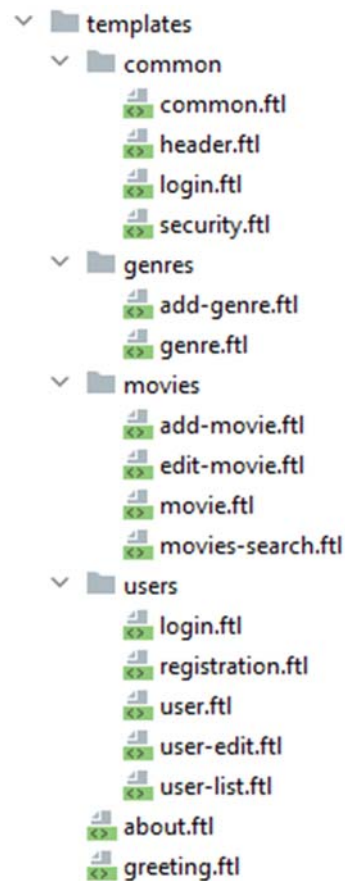 templates
common
common.ftl
header.ftl
login.ftl
security.ftl
genres
add-genre.ftl
genre.ftl
movies
add-movie.ftl
edit-movie.ftl
movie.ftl
movies-search.ftl
users
login.ftl
registration.ftl
user.ftl
user-edit.ftl
user-list.ftl
about.ftl
greeting.ftl